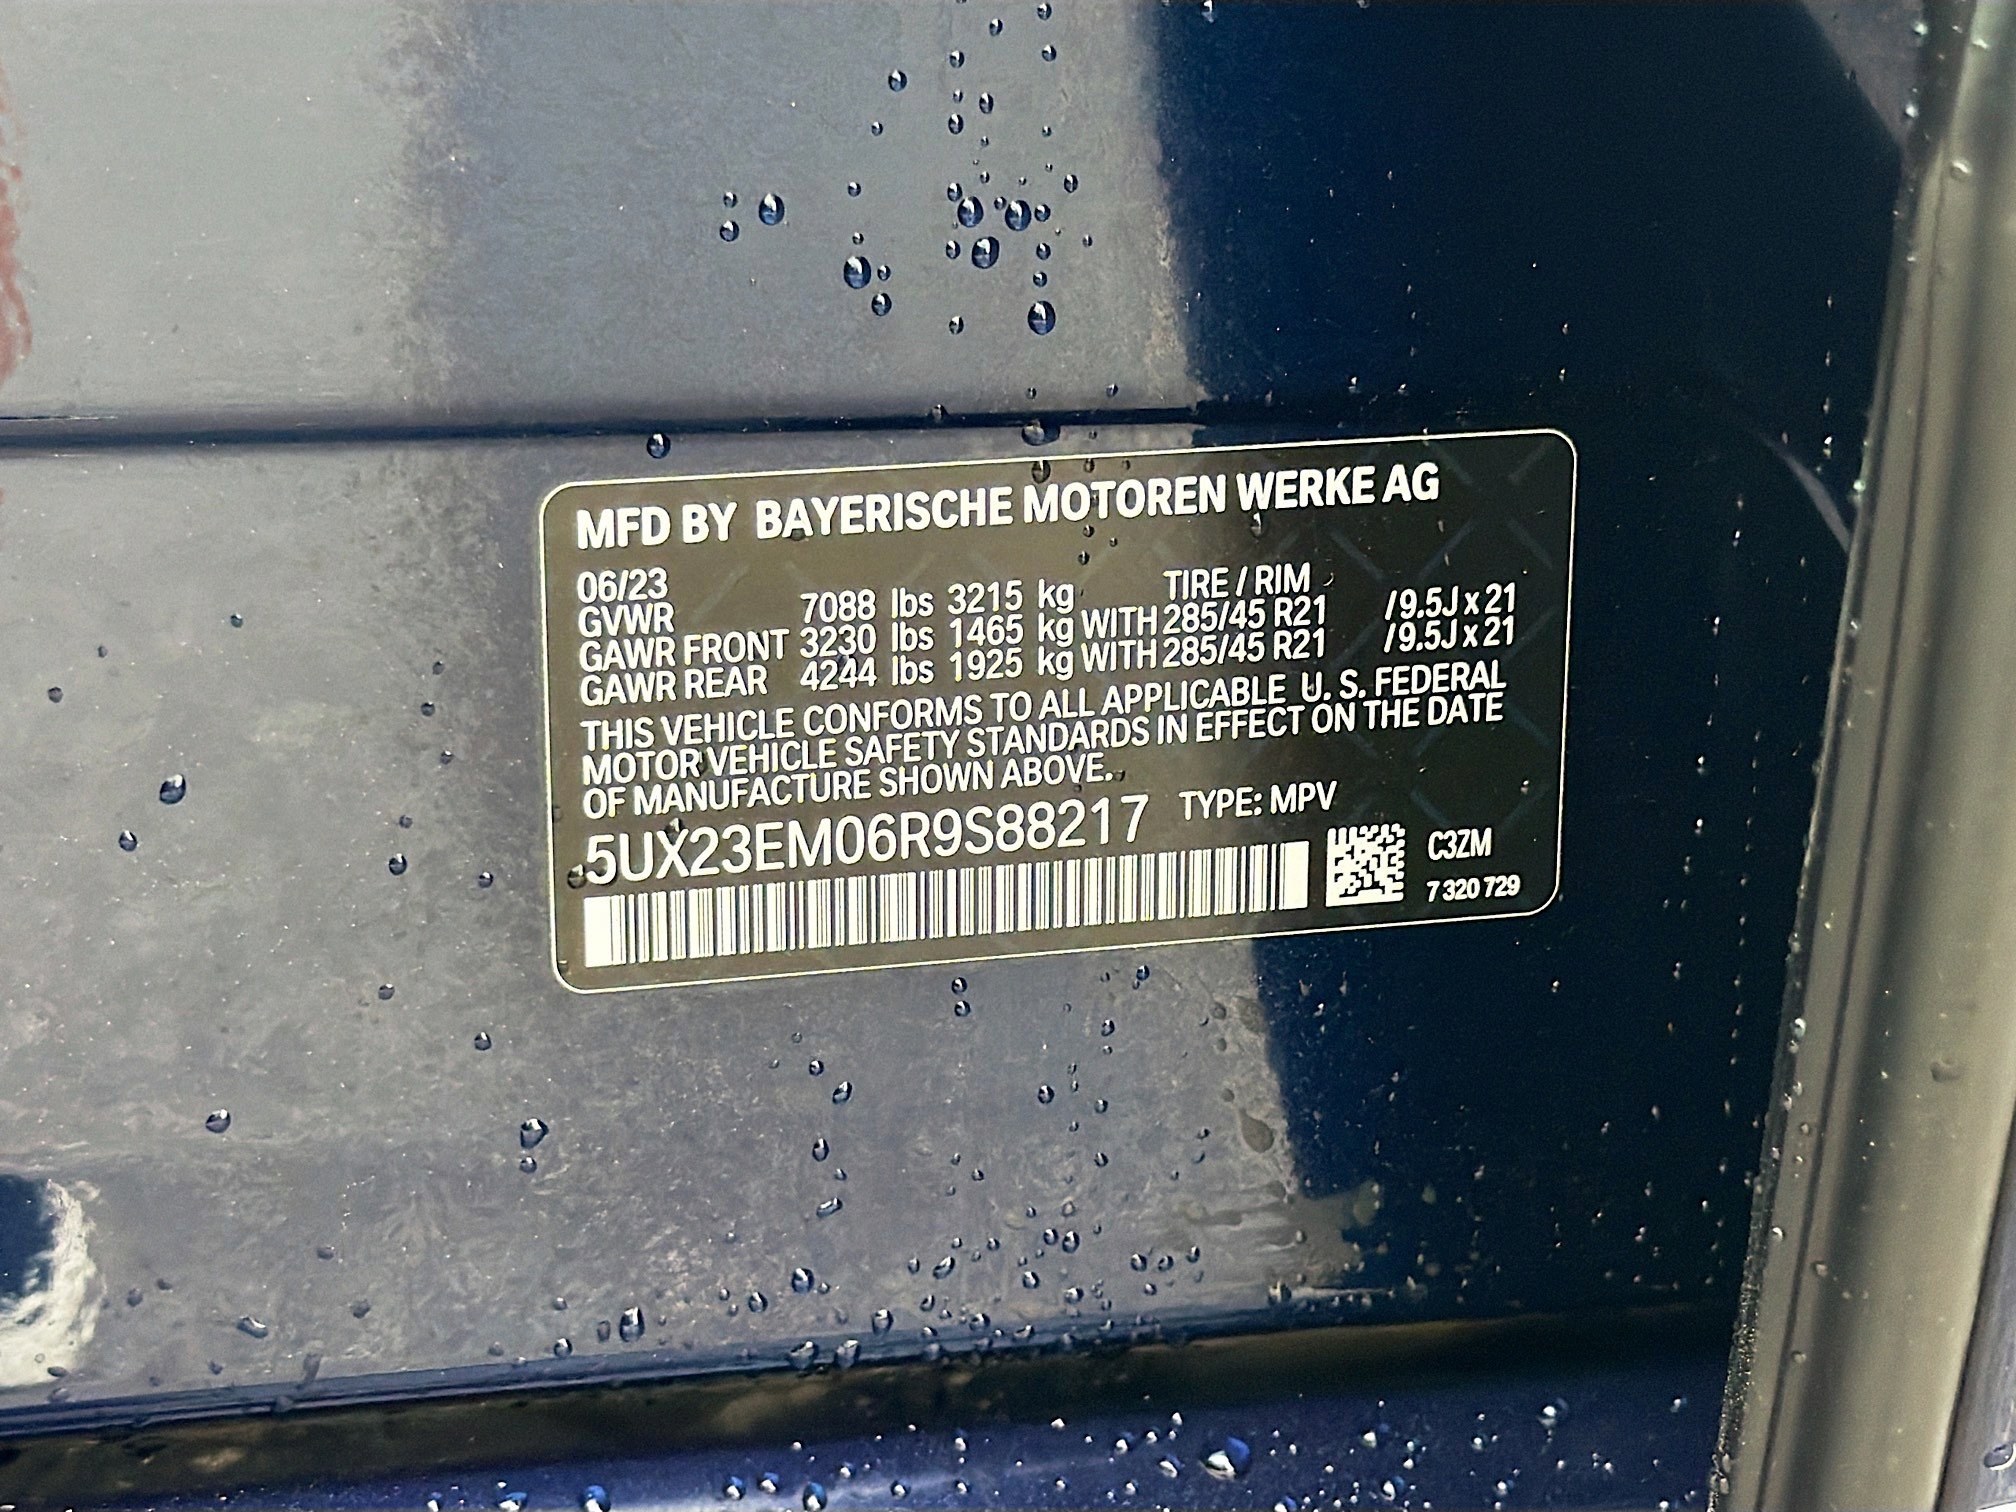 MFD BY BAYERISCHE MOTOREN WERKE AG
06/23 TIRE / RIM
GVWR 7088 lbs 3215 kg
GAWR FRONT 3230 lbs 1465 kg WITH 285/45 R21 /9.5J x 21
GAWR REAR 4244 lbs 1925 kg WITH 285/45 R21 /9.5J x 21
THIS VEHICLE CONFORMS TO ALL APPLICABLE U. S. FEDERAL
MOTOR VEHICLE SAFETY STANDARDS IN EFFECT ON THE DATE
OF MANUFACTURE SHOWN ABOVE.
5UX23EM06R9S88217 TYPE: MPV
C3ZM
7 320 729